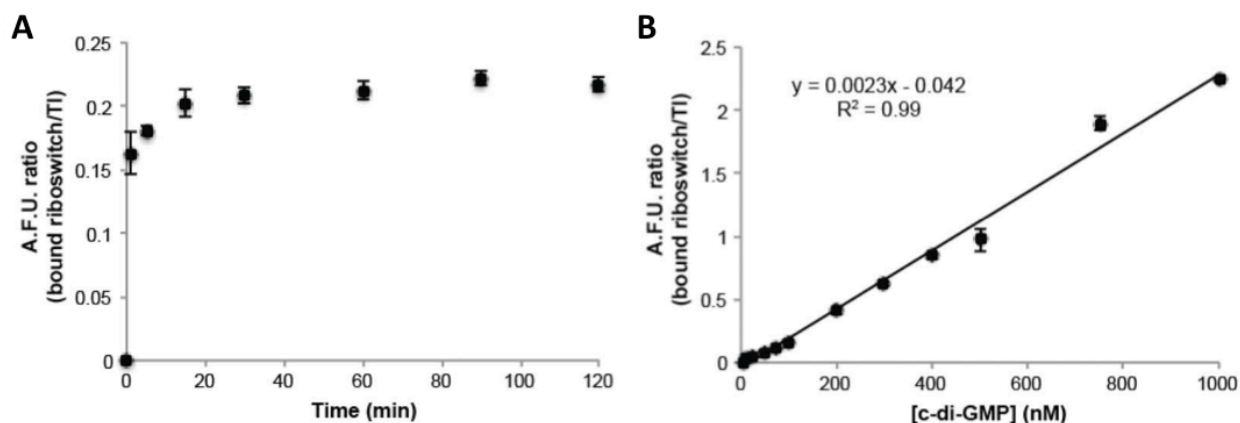 A
0.25
0.2
0.15
0.1
0.05
0
A.F.U. ratio
(bound riboswitch/TI)
0 20 40 60 80 100 120
Time (min)
B
2.5
2
1.5
1
0.5
0
A.F.U. ratio
(bound riboswitch/TI)
y = 0.0023x - 0.042
R² = 0.99
0 200 400 600 800 1000
[c-di-GMP] (nM)